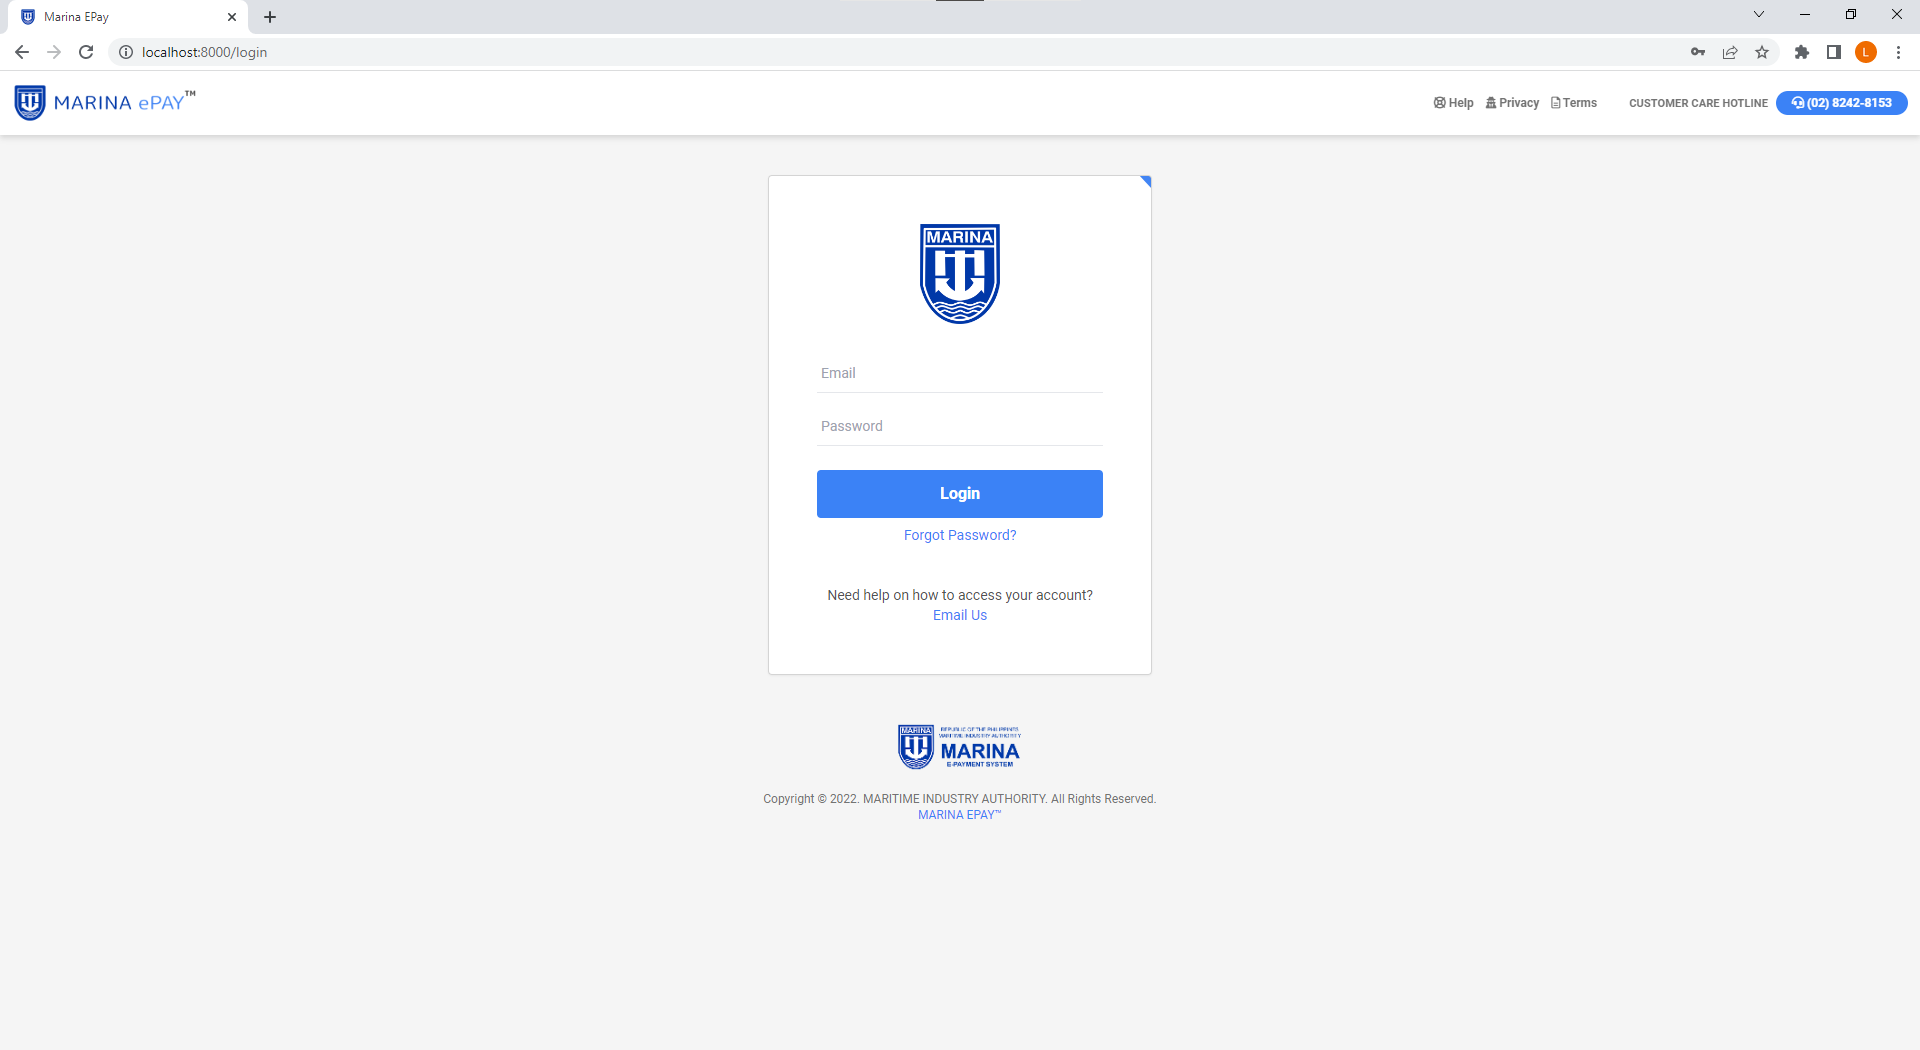 Marina EPay
localhost:8000/login
L
MARINA ePAY™
Help Privacy Terms CUSTOMER CARE HOTLINE (02) 8242-8153
MARINA
Email
Password
Login
Forgot Password?
Need help on how to access your account?
Email Us
MARINA
REPUBLIC OF THE PHILIPPINES
MARITIME INDUSTRY AUTHORITY
MARINA
E-PAYMENT SYSTEM
Copyright © 2022. MARITIME INDUSTRY AUTHORITY. All Rights Reserved.
MARINA EPAY™